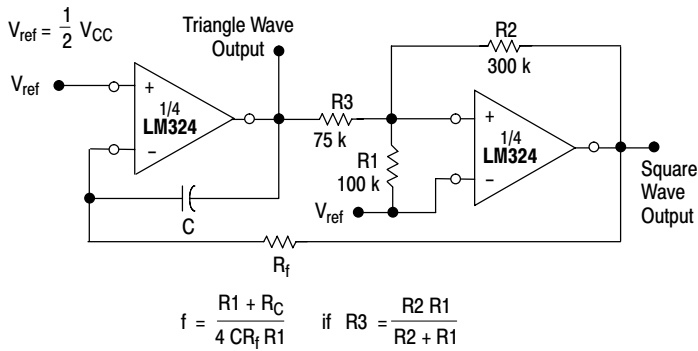 V_ref = 1/2 V_CC
Triangle Wave
Output
R2
300 k
V_ref
+
1/4
LM324
−
R3
75 k
+
1/4
LM324
−
R1
100 k
Square
Wave
Output
C
V_ref
R_f
f = (R1 + R_C) / (4 CR_f R1) if R3 = (R2 R1) / (R2 + R1)